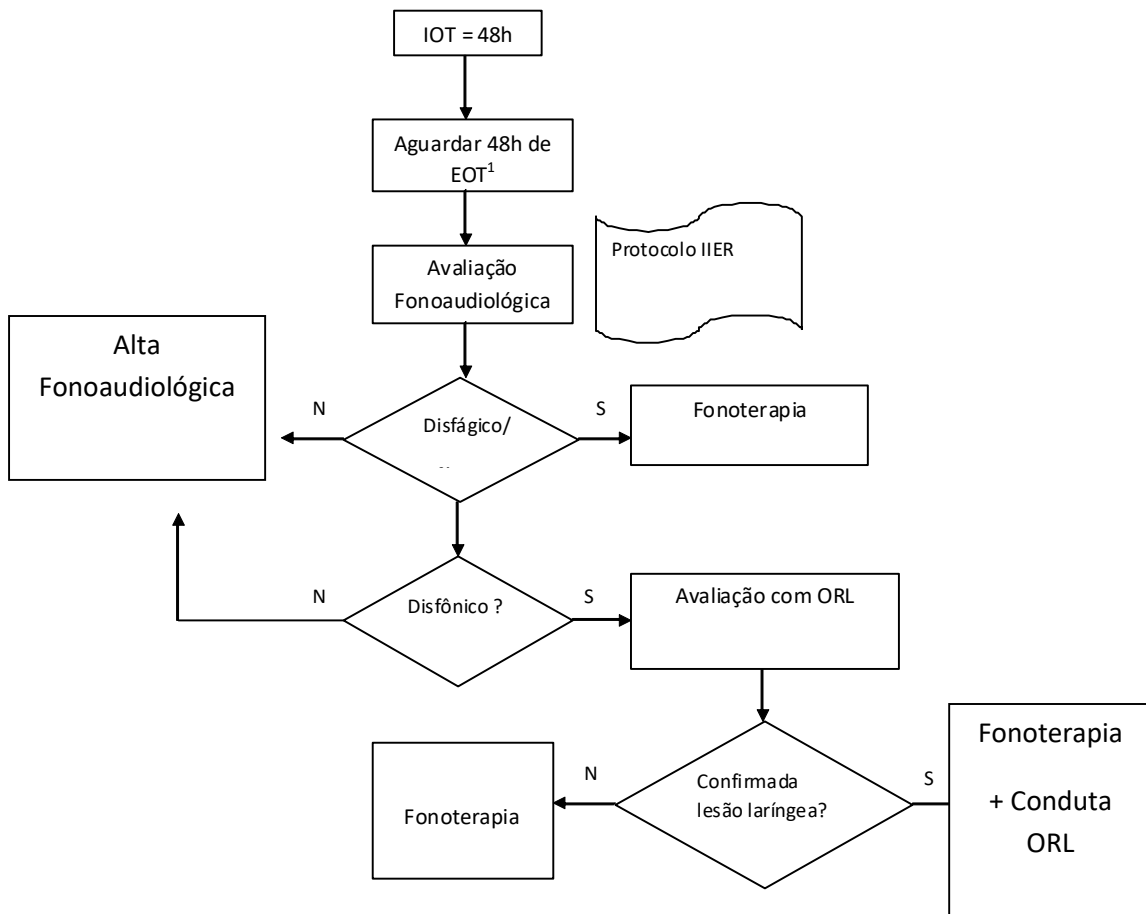 IOT = 48h
Aguardar 48h de
EOT¹
Protocolo IIER
Avaliação
Fonoaudiológica
Alta
Fonoaudiológica
N
Disfágico/
S
Fonoterapia
N
Disfônico ?
S
Avaliação com ORL
Fonoterapia
N
Confirmada
lesão laríngea?
S
Fonoterapia
+ Conduta
ORL